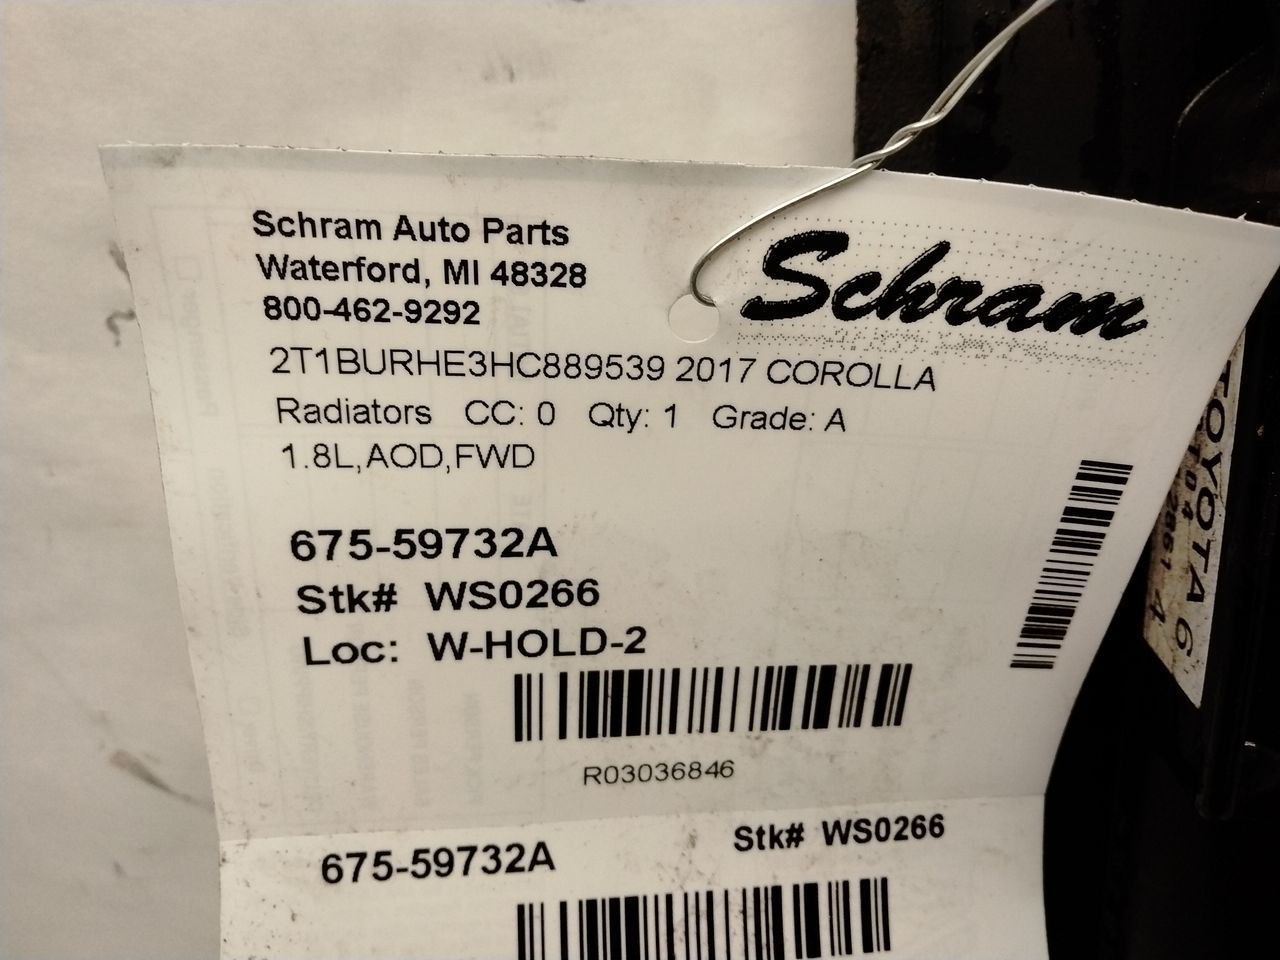 Schram Auto Parts
Waterford, MI 48328
800-462-9292
Schram
2T1BURHE3HC889539 2017 COROLLA
Radiators CC: 0 Qty: 1 Grade: A
1.8L,AOD,FWD
675-59732A
Stk# WS0266
Loc: W-HOLD-2
R03036846
675-59732A
Stk# WS0266
TOYOTA 6